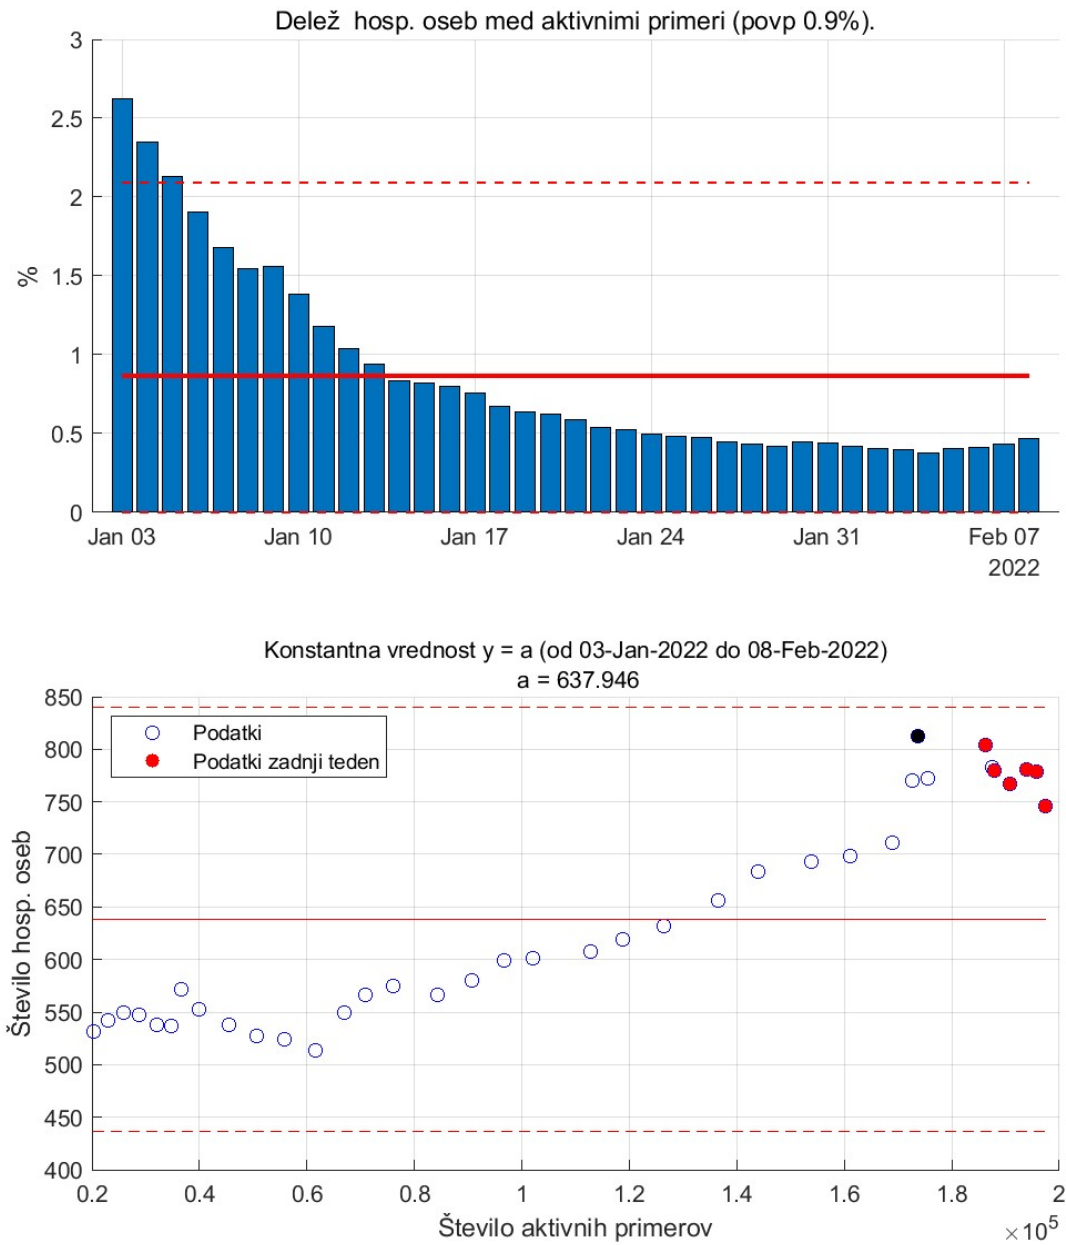 Delež hosp. oseb med aktivnimi primeri (povp 0.9%).
3
2.5
2
1.5
1
0.5
0
%
Jan 03 Jan 10 Jan 17 Jan 24 Jan 31 Feb 07
2022
Konstantna vrednost y = a (od 03-Jan-2022 do 08-Feb-2022)
a = 637.946
850
800
750
700
650
600
550
500
450
400
Število hosp. oseb
Podatki
Podatki zadnji teden
0.2 0.4 0.6 0.8 1 1.2 1.4 1.6 1.8 2
Število aktivnih primerov
×10⁵